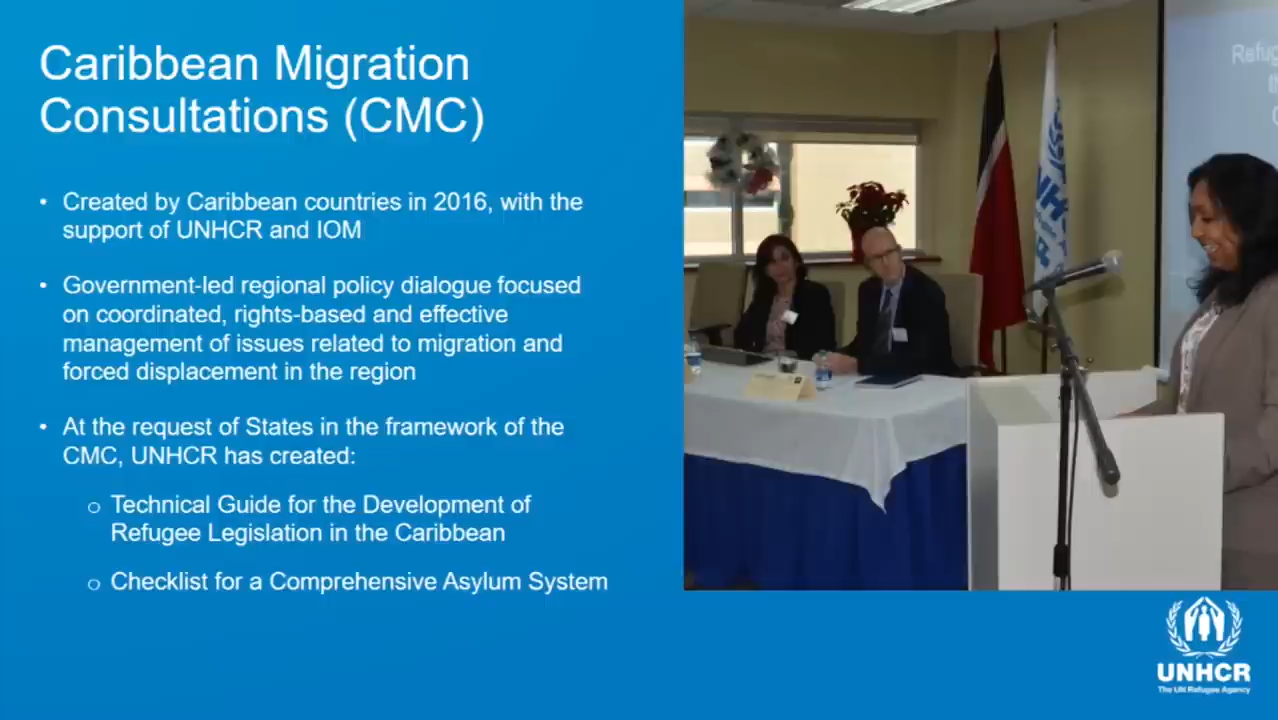 Caribbean Migration
Consultations (CMC)
• Created by Caribbean countries in 2016, with the
support of UNHCR and IOM
• Government-led regional policy dialogue focused
on coordinated, rights-based and effective
management of issues related to migration and
forced displacement in the region
• At the request of States in the framework of the
CMC, UNHCR has created:
o Technical Guide for the Development of
Refugee Legislation in the Caribbean
o Checklist for a Comprehensive Asylum System
Refug
UNHCR
The UN Refugee Agency